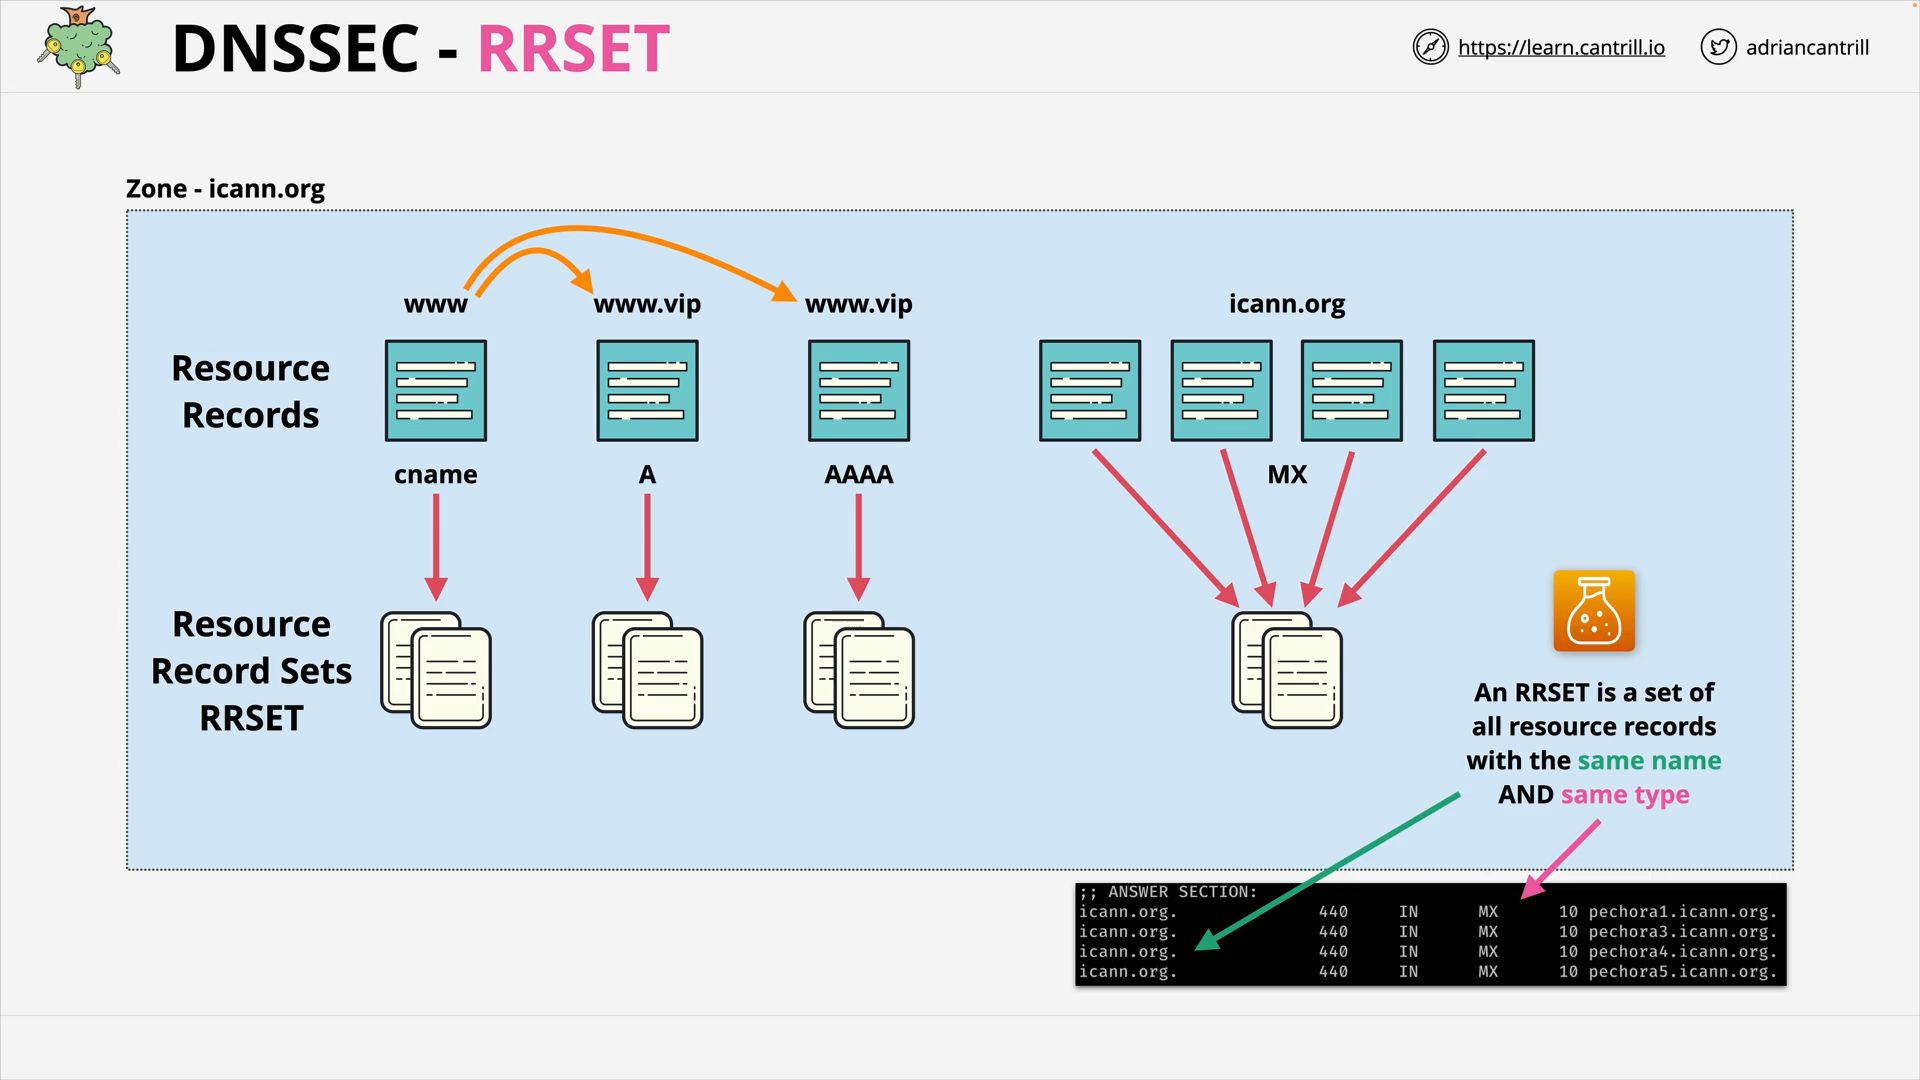 DNSSEC - RRSET
https://learn.cantrill.io
adriancantrill
Zone - icann.org
www
www.vip
www.vip
icann.org
Resource
Records
cname
A
AAAA
MX
Resource
Record Sets
RRSET
An RRSET is a set of
all resource records
with the same name
AND same type
;; ANSWER SECTION:
icann.org. 440 IN MX 10 pechora1.icann.org.
icann.org. 440 IN MX 10 pechora3.icann.org.
icann.org. 440 IN MX 10 pechora4.icann.org.
icann.org. 440 IN MX 10 pechora5.icann.org.